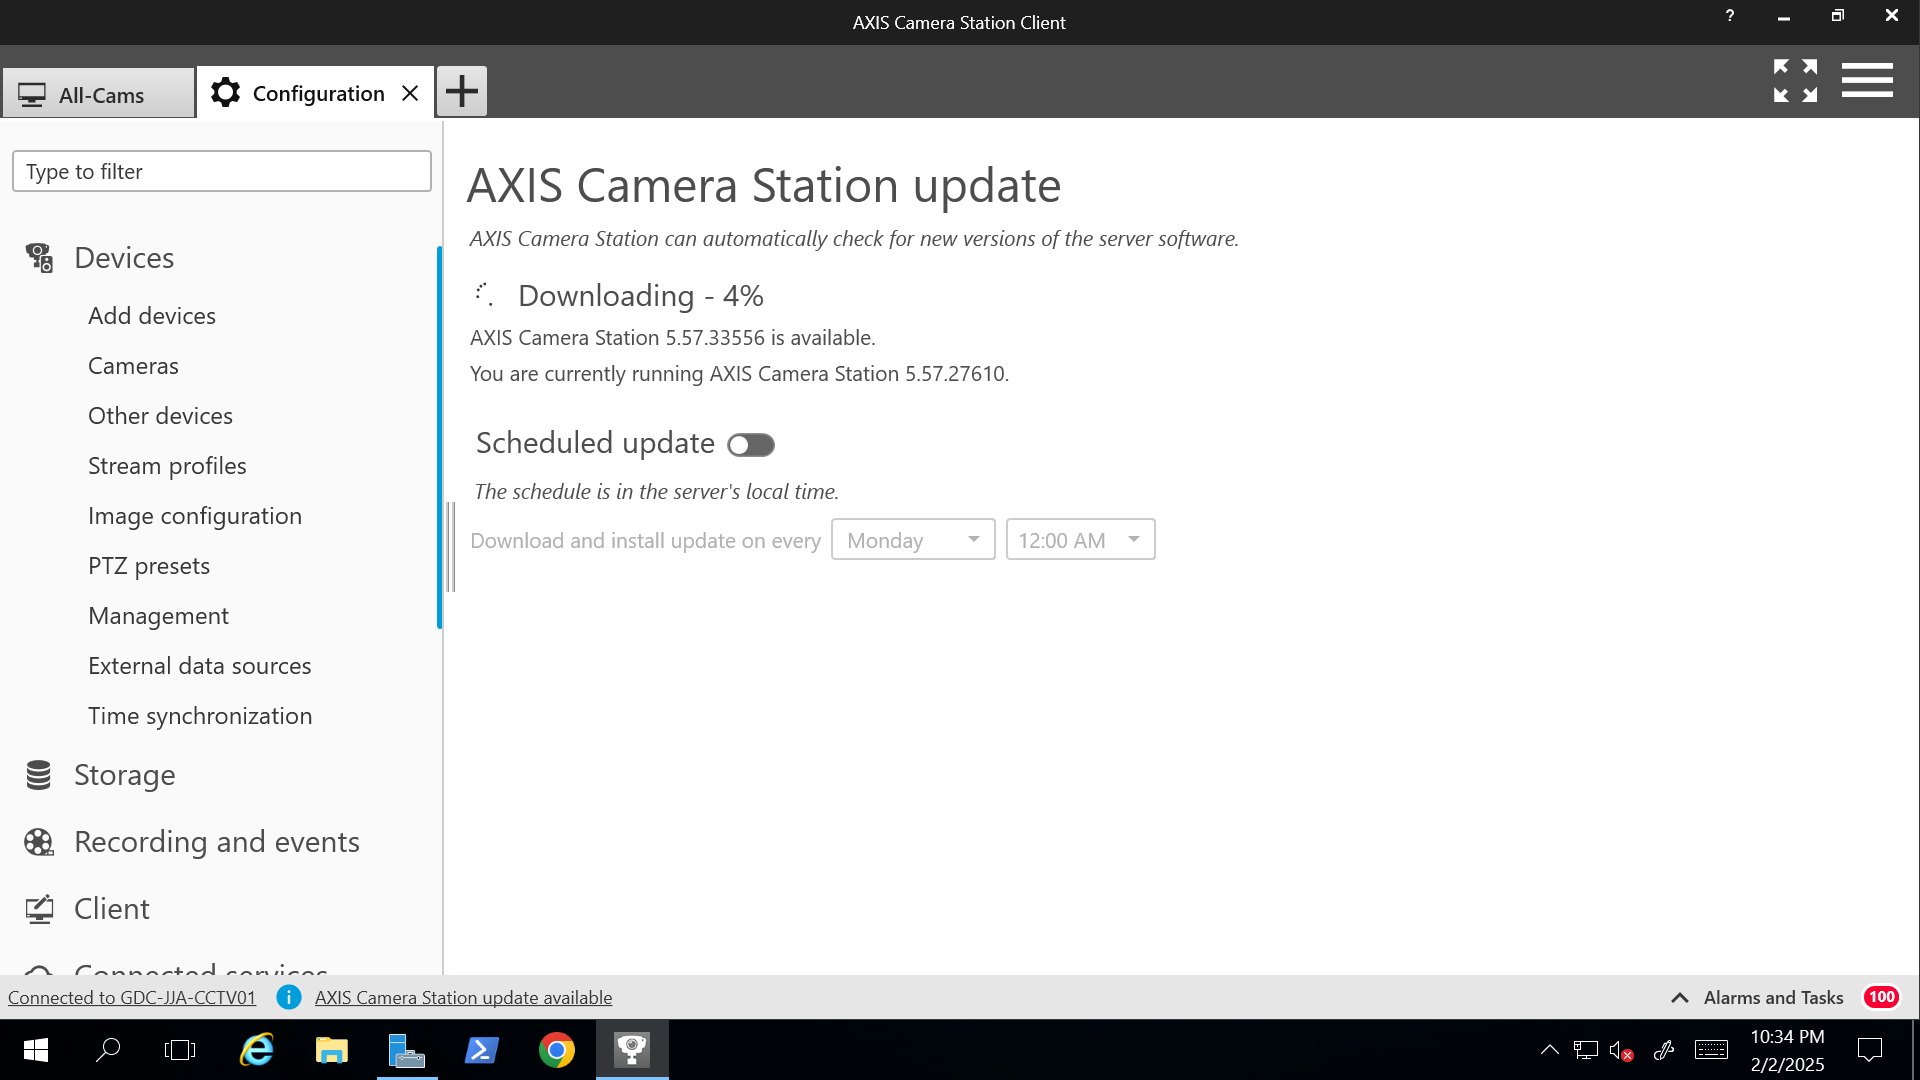 AXIS Camera Station Client
?
All-Cams
Configuration
Type to filter
Devices
Add devices
Cameras
Other devices
Stream profiles
Image configuration
PTZ presets
Management
External data sources
Time synchronization
Storage
Recording and events
Client
Connected services
AXIS Camera Station update
AXIS Camera Station can automatically check for new versions of the server software.
Downloading - 4%
AXIS Camera Station 5.57.33556 is available.
You are currently running AXIS Camera Station 5.57.27610.
Scheduled update
The schedule is in the server's local time.
Download and install update on every Monday 12:00 AM
Connected to GDC-JJA-CCTV01 AXIS Camera Station update available Alarms and Tasks 100
10:34 PM
2/2/2025